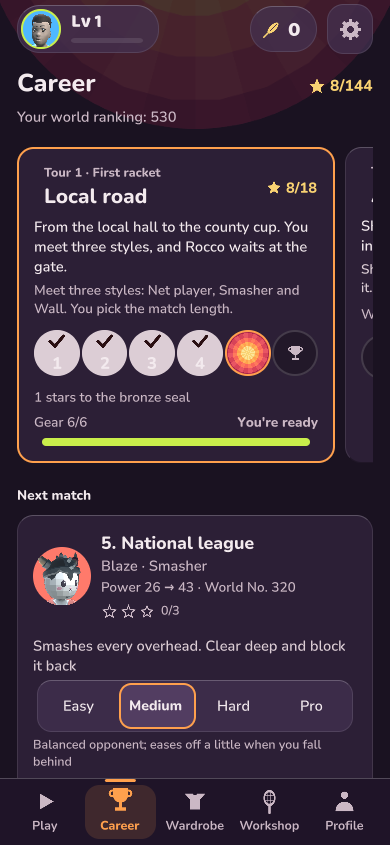 Lv 1
0
Career
8/144
Your world ranking: 530
Tour 1 · First racket
Local road
8/18
From the local hall to the county cup. You
meet three styles, and Rocco waits at the
gate.
Meet three styles: Net player, Smasher and
Wall. You pick the match length.
1
2
3
4
1 stars to the bronze seal
Gear 6/6
You're ready
Next match
5. National league
Blaze · Smasher
Power 26 → 43 · World No. 320
0/3
Smashes every overhead. Clear deep and block
it back
Easy
Medium
Hard
Pro
Balanced opponent; eases off a little when you fall
behind
Play
Career
Wardrobe
Workshop
Profile